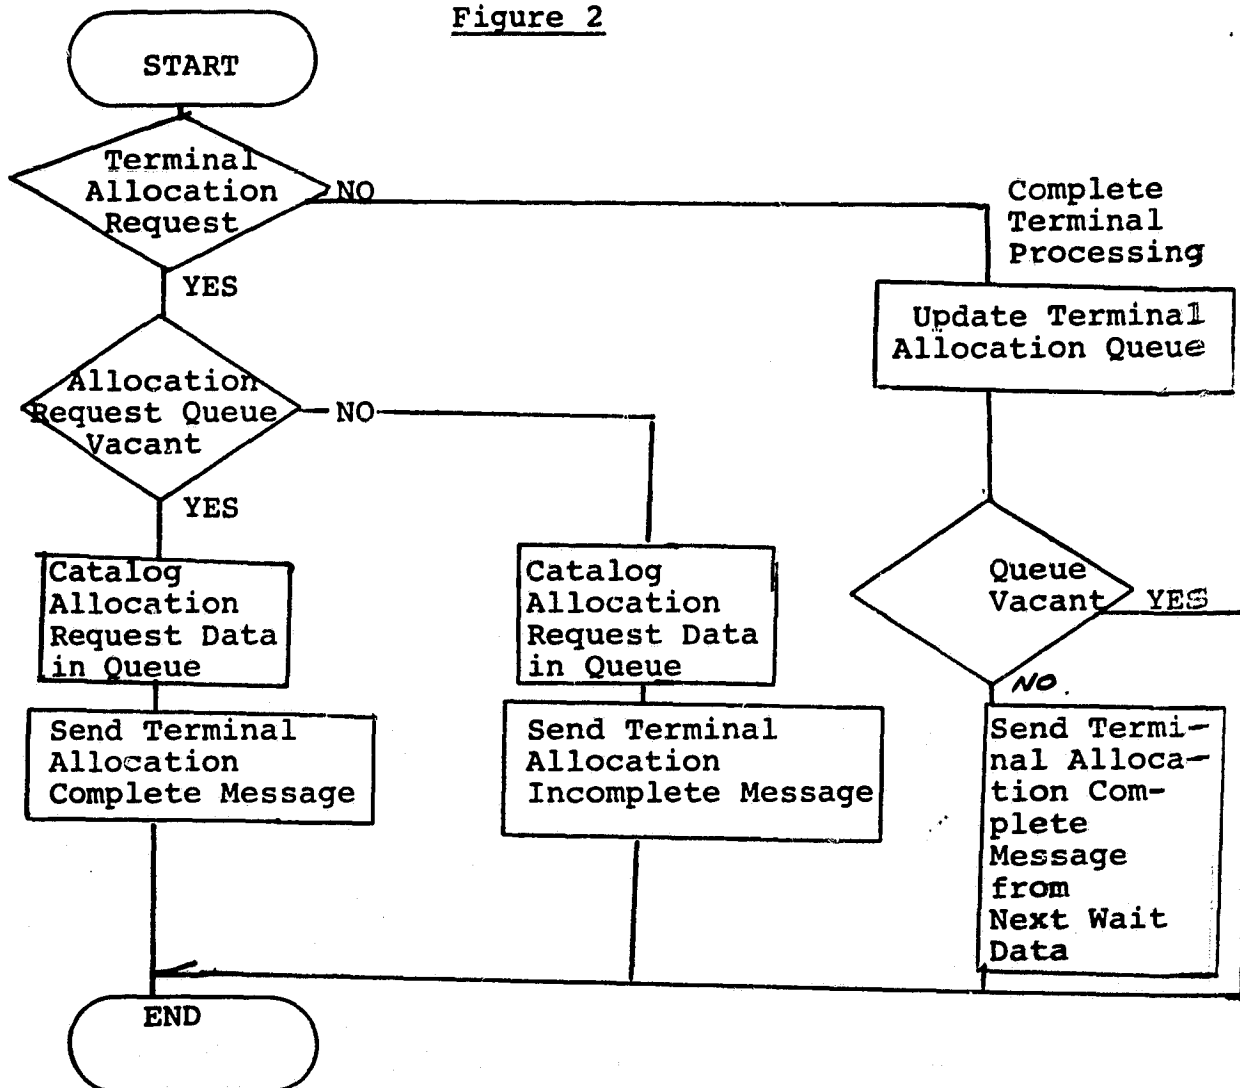 Figure 2
START
Terminal
Allocation
Request
NO
YES
Complete
Terminal
Processing
Update Terminal
Allocation Queue
Allocation
Request Queue
Vacant
NO
YES
Catalog
Allocation
Request Data
in Queue
Send Terminal
Allocation
Complete Message
Catalog
Allocation
Request Data
in Queue
Send Terminal
Allocation
Incomplete Message
Queue
Vacant
YES
NO.
Send Termi-
nal Alloca-
tion Com-
plete
Message
from
Next Wait
Data
END